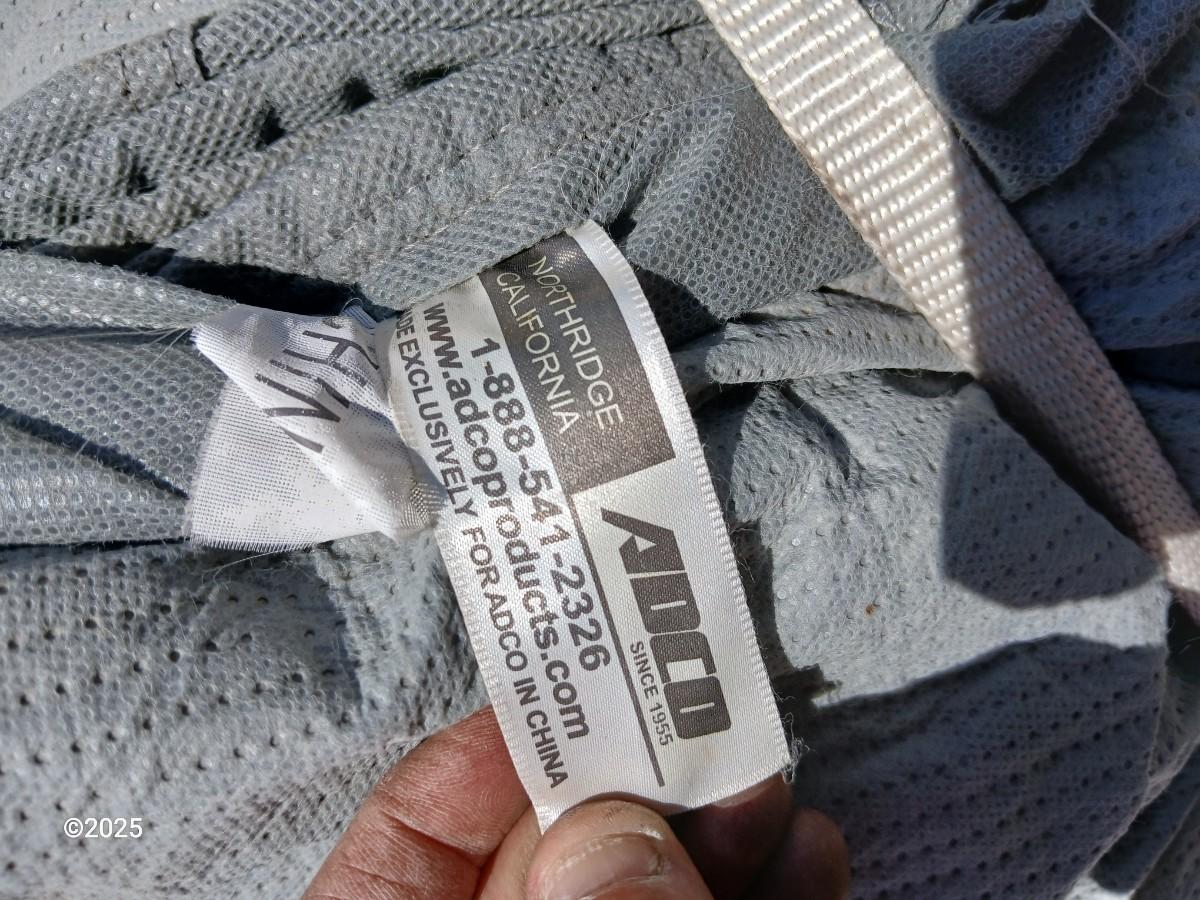 NORTHRIDGE
CALIFORNIA
ADCO
SINCE 1955
1-888-541-2326
www.adcoproducts.com
DE EXCLUSIVELY FOR ADCO IN CHINA
©2025